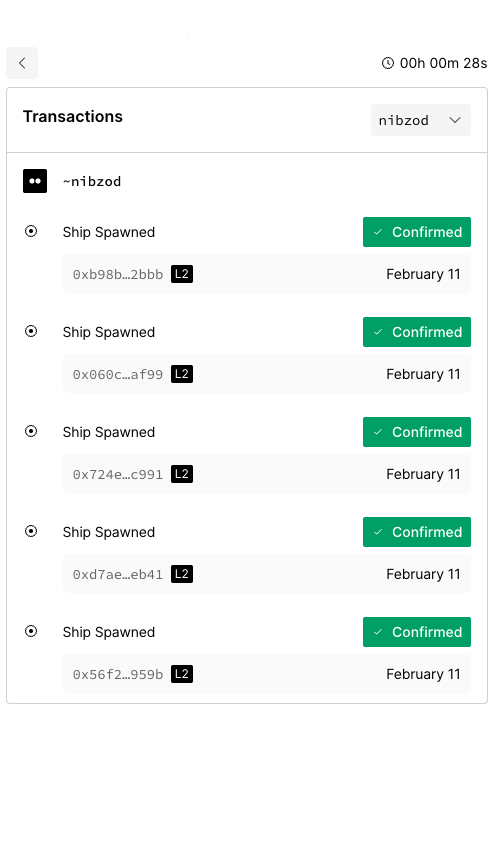 00h 00m 28s
Transactions
nibzod
~nibzod
Ship Spawned Confirmed
0xb98b…2bbb L2 February 11
Ship Spawned Confirmed
0x060c…af99 L2 February 11
Ship Spawned Confirmed
0x724e…c991 L2 February 11
Ship Spawned Confirmed
0xd7ae…eb41 L2 February 11
Ship Spawned Confirmed
0x56f2…959b L2 February 11